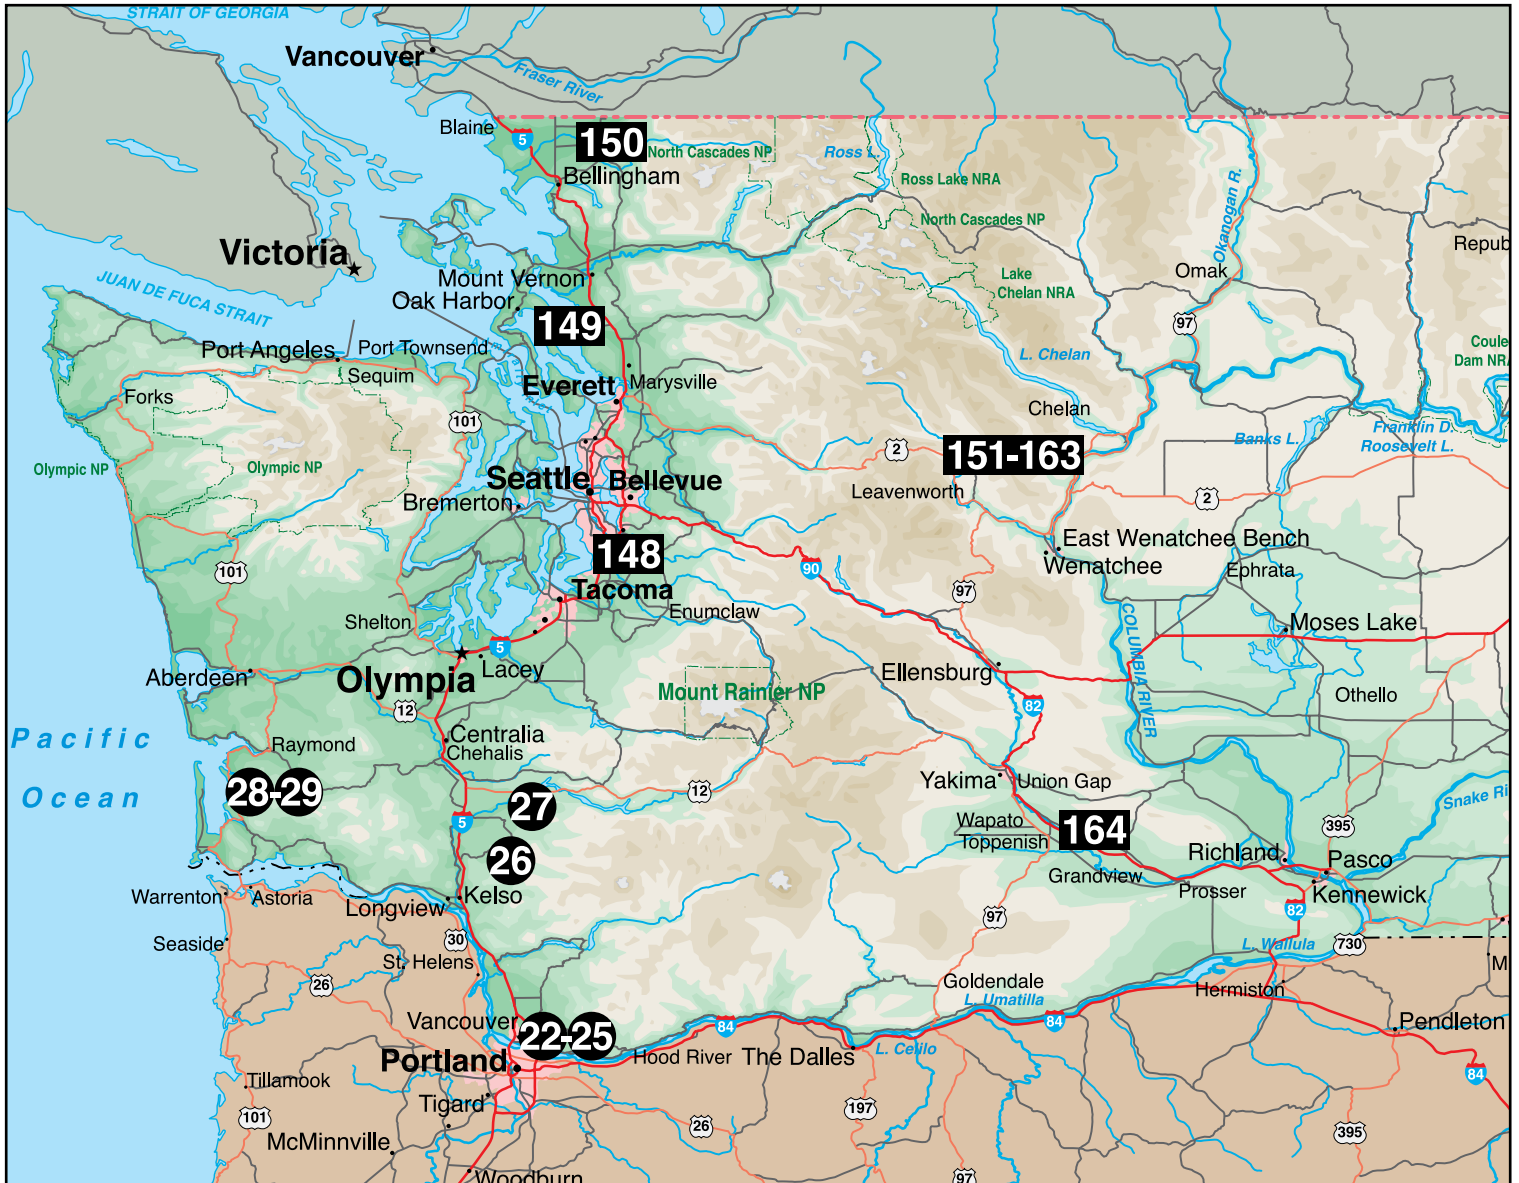 STRAIT OF GEORGIA
Vancouver
Fraser River
Blaine
5
150
North Cascades NP
Ross L.
Bellingham
Ross Lake NRA
North Cascades NP
Okanogan R.
Victoria
Repub
JUAN DE FUCA STRAIT
Mount Vernon
Lake
Chelan NRA
Omak
Oak Harbor
149
97
Port Angeles
Port Townsend
L. Chelan
Coule
Dam NRA
Sequim
Everett
Marysville
Forks
Chelan
101
2
151-163
Banks L.
Franklin D.
Roosevelt L.
Olympic NP
Olympic NP
Seattle
Bellevue
Leavenworth
2
Bremerton
148
East Wenatchee Bench
Wenatchee
Ephrata
101
90
97
Tacoma
Enumclaw
COLUMBIA RIVER
Shelton
Moses Lake
5
Aberdeen
Olympia
Lacey
Ellensburg
Mount Rainier NP
Othello
12
82
Pacific
Ocean
Raymond
Centralia
Chehalis
Yakima
Union Gap
28-29
27
12
Snake Ri
5
Wapato
Toppenish
164
395
26
Richland
Pasco
Grandview
Prosser
Kennewick
Warrenton
Astoria
Longview
Kelso
82
97
Seaside
30
L. Wallula
730
St. Helens
M
26
Goldendale
Hermiston
L. Umatilla
Vancouver
22-25
84
84
Pendleton
Portland
Hood River
The Dalles
L. Celilo
84
Tillamook
Tigard
101
26
197
395
McMinnville
Woodburn
97